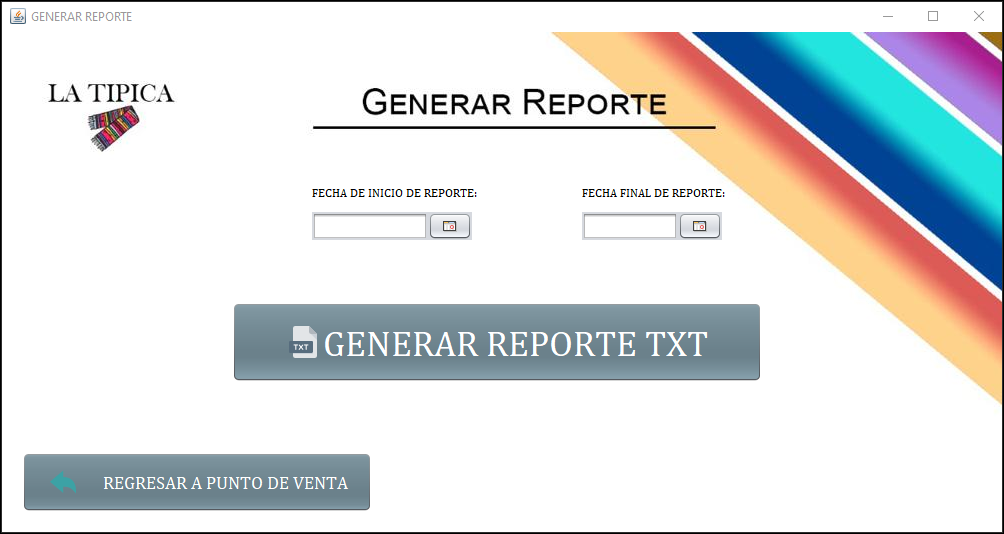 GENERAR REPORTE
LA TIPICA
GENERAR REPORTE
FECHA DE INICIO DE REPORTE:
FECHA FINAL DE REPORTE:
TXT
GENERAR REPORTE TXT
REGRESAR A PUNTO DE VENTA